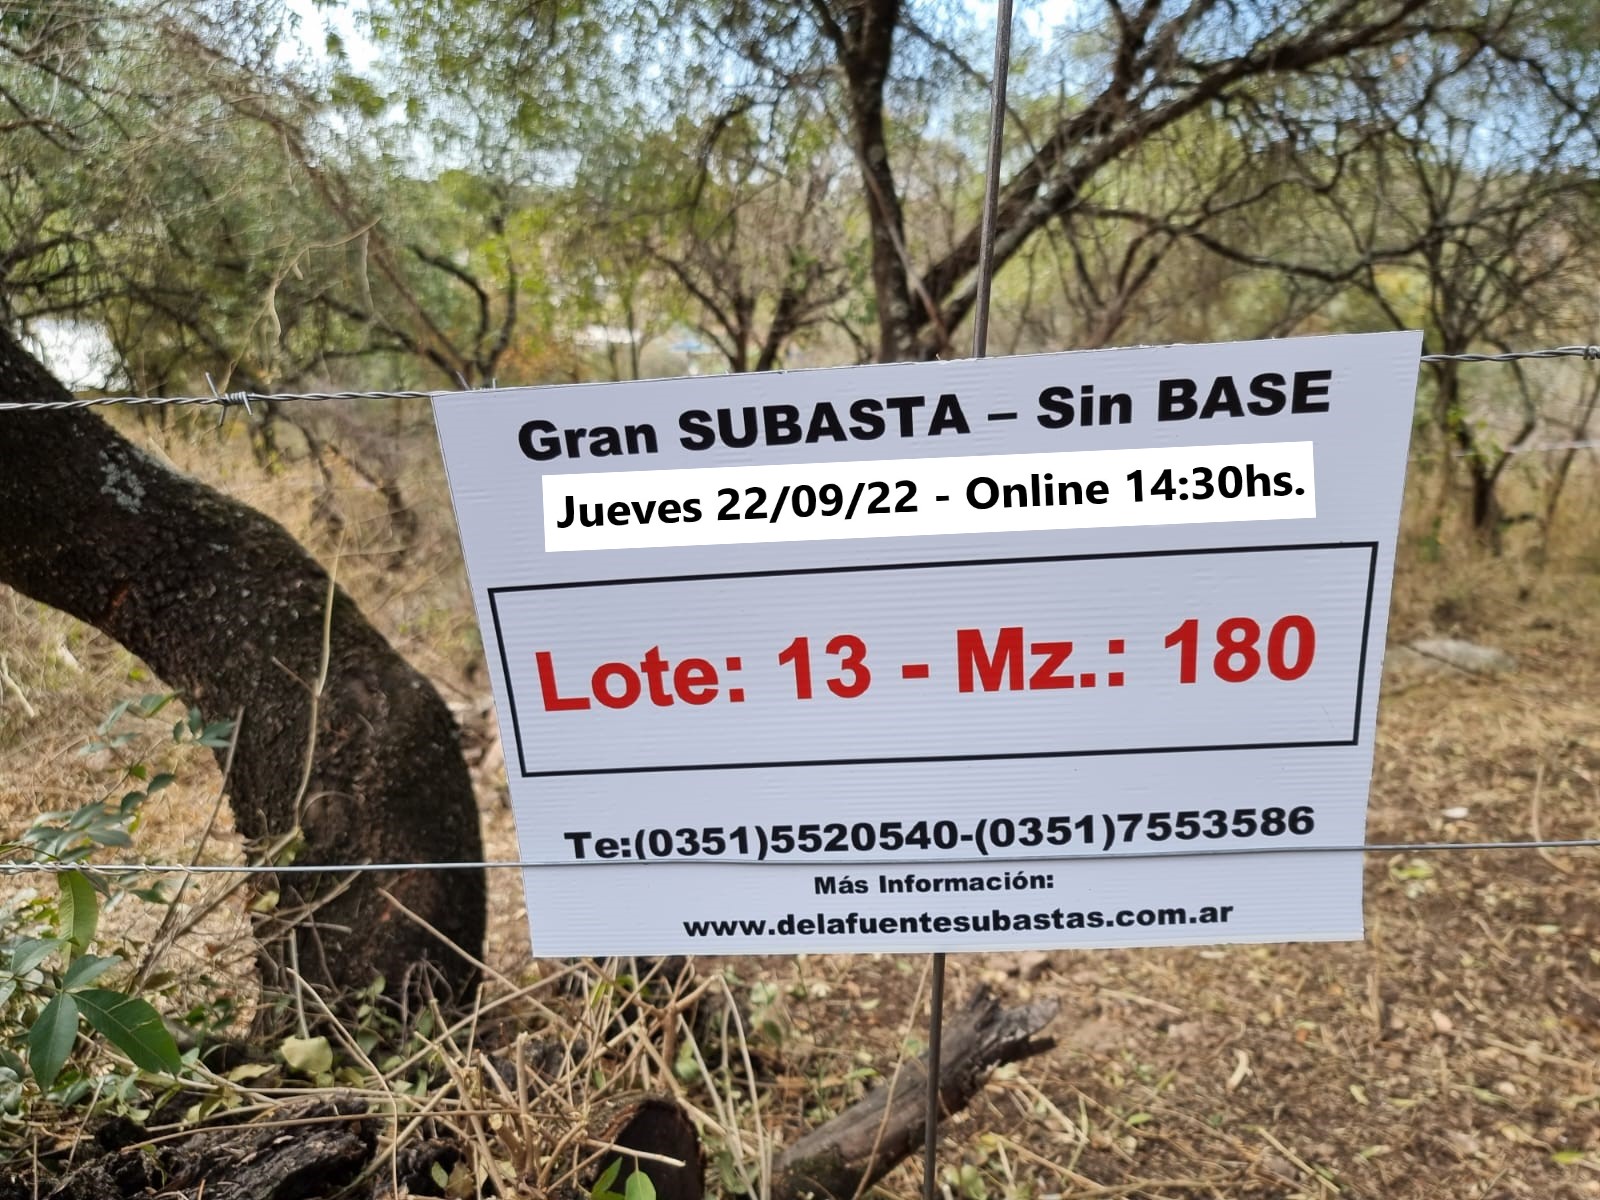 Gran SUBASTA – Sin BASE
Jueves 22/09/22 - Online 14:30hs.
Lote: 13 - Mz.: 180
Te:(0351)5520540-(0351)7553586
Más Información:
www.delafuentesubastas.com.ar